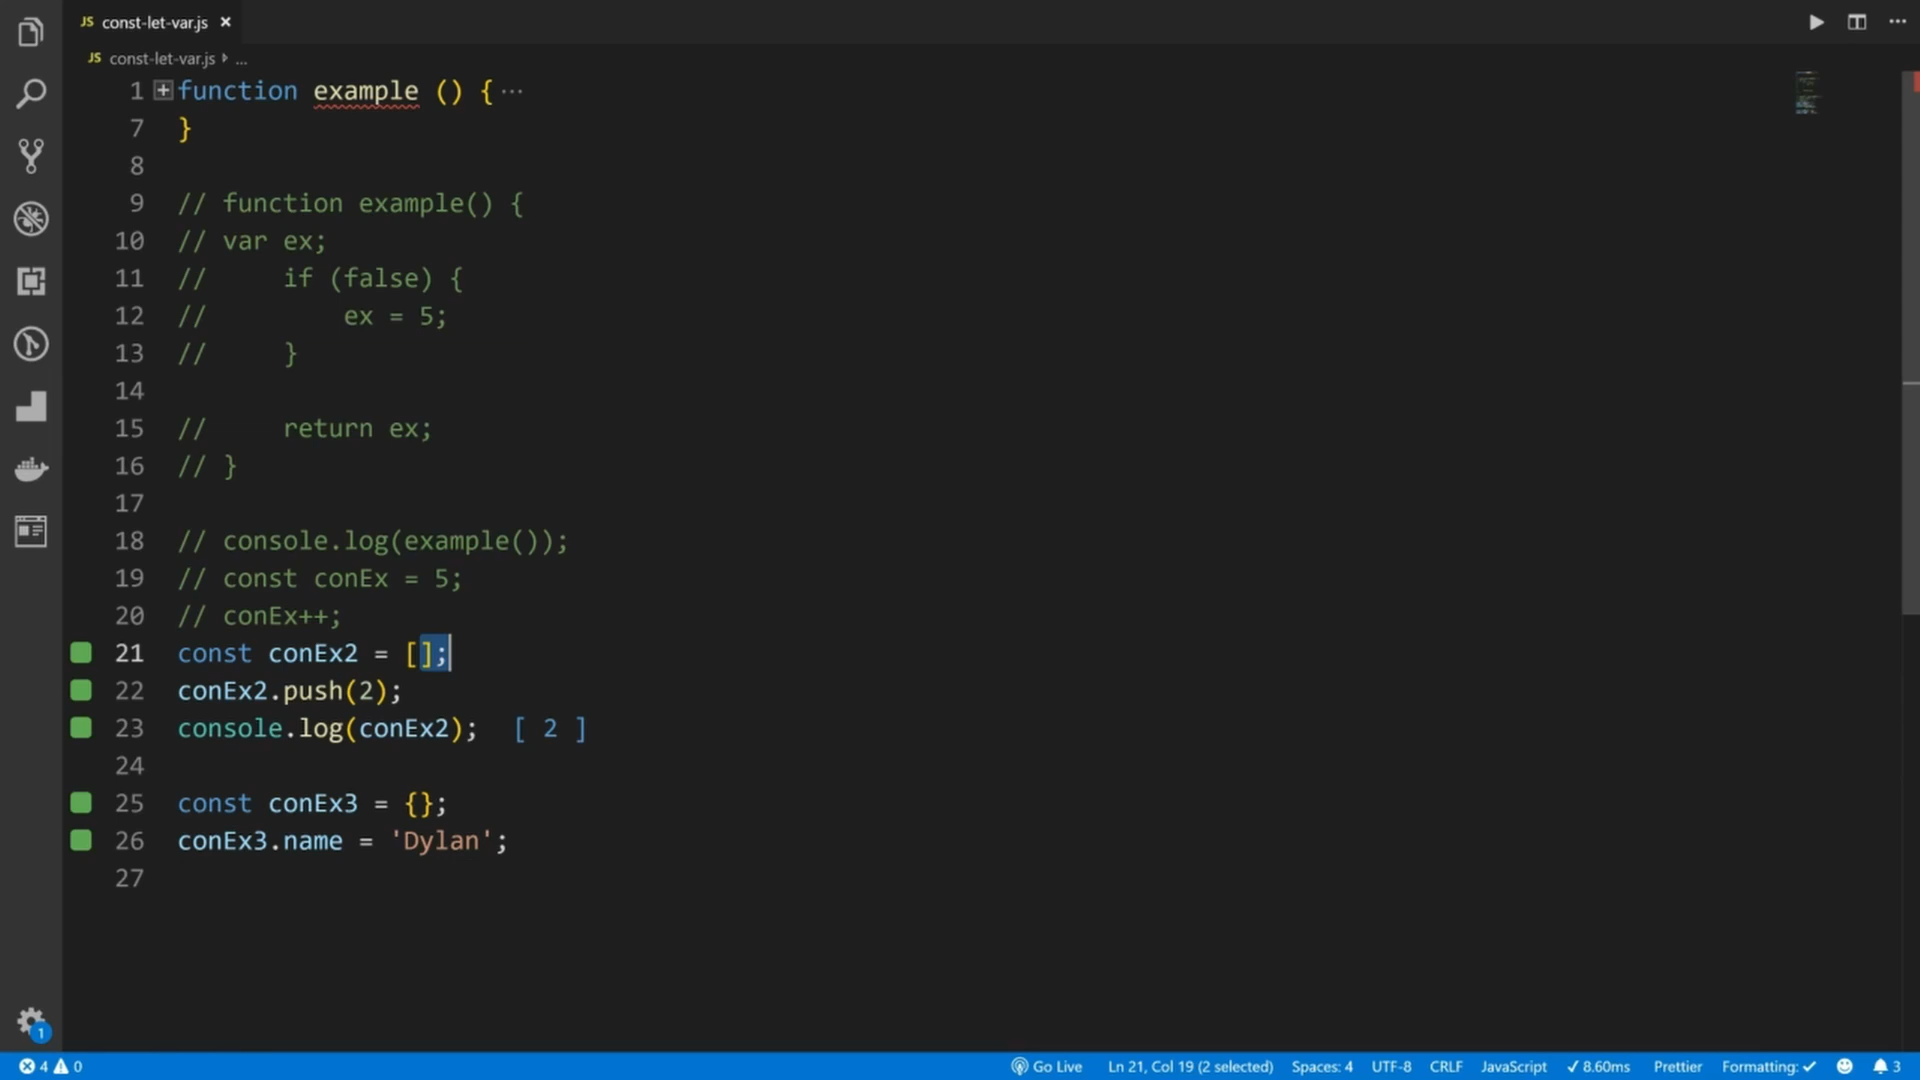 JS const-let-var.js ×
JS const-let-var.js ...
1 function example () { ...
7 }
8
9 // function example() {
10 // var ex;
11 //     if (false) {
12 //         ex = 5;
13 //     }
14
15 //     return ex;
16 // }
17
18 // console.log(example());
19 // const conEx = 5;
20 // conEx++;
21 const conEx2 = [];
22 conEx2.push(2);
23 console.log(conEx2); [ 2 ]
24
25 const conEx3 = {};
26 conEx3.name = 'Dylan';
27
1
4 0 Go Live Ln 21, Col 19 (2 selected) Spaces: 4 UTF-8 CRLF JavaScript ✓ 8.60ms Prettier Formatting: ✓ 3